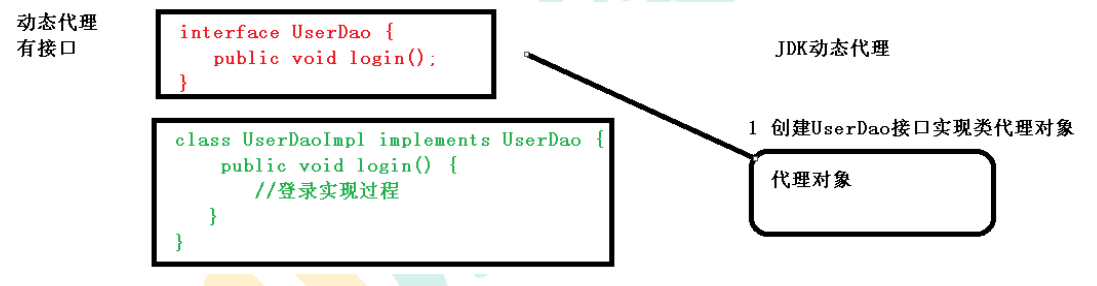 动态代理
有接口
interface UserDao {
public void login();
}
class UserDaoImpl implements UserDao {
public void login() {
//登录实现过程
}
}
JDK动态代理
1 创建UserDao接口实现类代理对象
代理对象